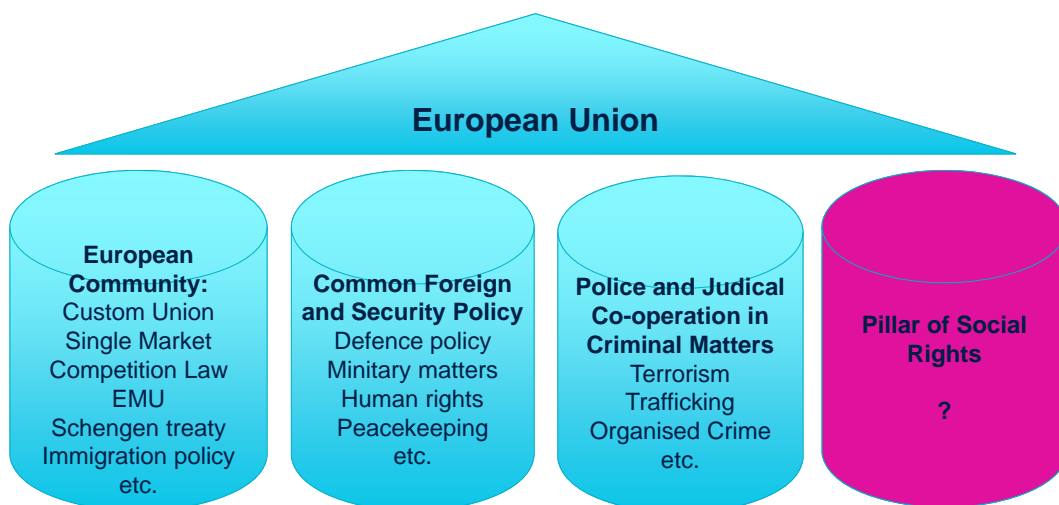 European Union
European
Community:
Custom Union
Single Market
Competition Law
EMU
Schengen treaty
Immigration policy
etc.
Common Foreign
and Security Policy
Defence policy
Minitary matters
Human rights
Peacekeeping
etc.
Police and Judical
Co-operation in
Criminal Matters
Terrorism
Trafficking
Organised Crime
etc.
Pillar of Social
Rights
?